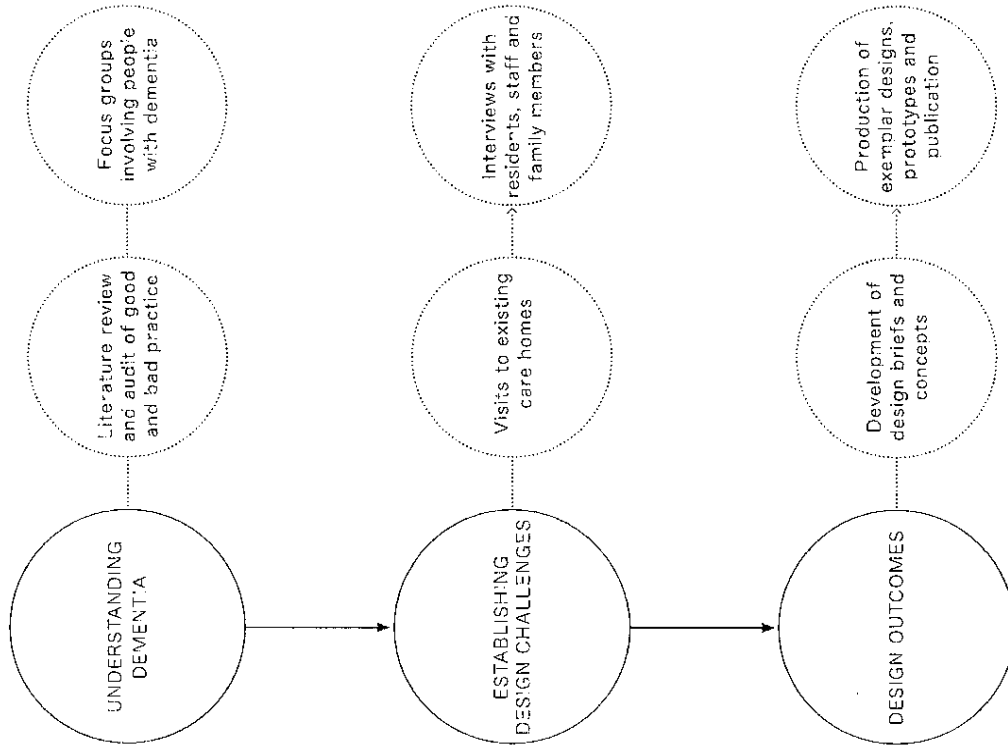 UNDERSTANDING
DEMENTIA
Literature review
and audit of good
and bad practice
Focus groups
involving people
with dementia
ESTABLISHING
DESIGN CHALLENGES
Visits to existing
care homes
Interviews with
residents, staff and
family members
DESIGN OUTCOMES
Development of
design briefs and
concepts
Production of
exemplar designs,
prototypes and
publication